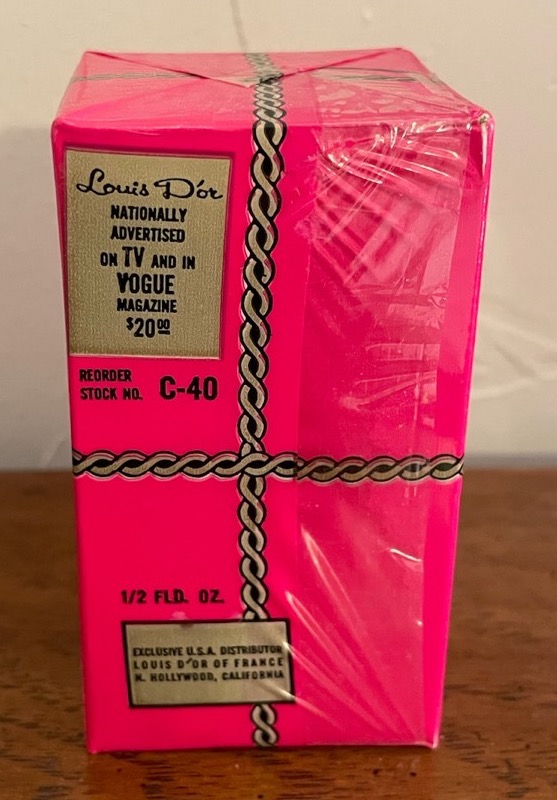 Louis D'or
NATIONALLY
ADVERTISED
ON TV AND IN
VOGUE
MAGAZINE
$20.00
REORDER
STOCK NO. C-40
1/2 FLD. OZ.
EXCLUSIVE U.S.A. DISTRIBUTOR
LOUIS D'OR OF FRANCE
N. HOLLYWOOD, CALIFORNIA